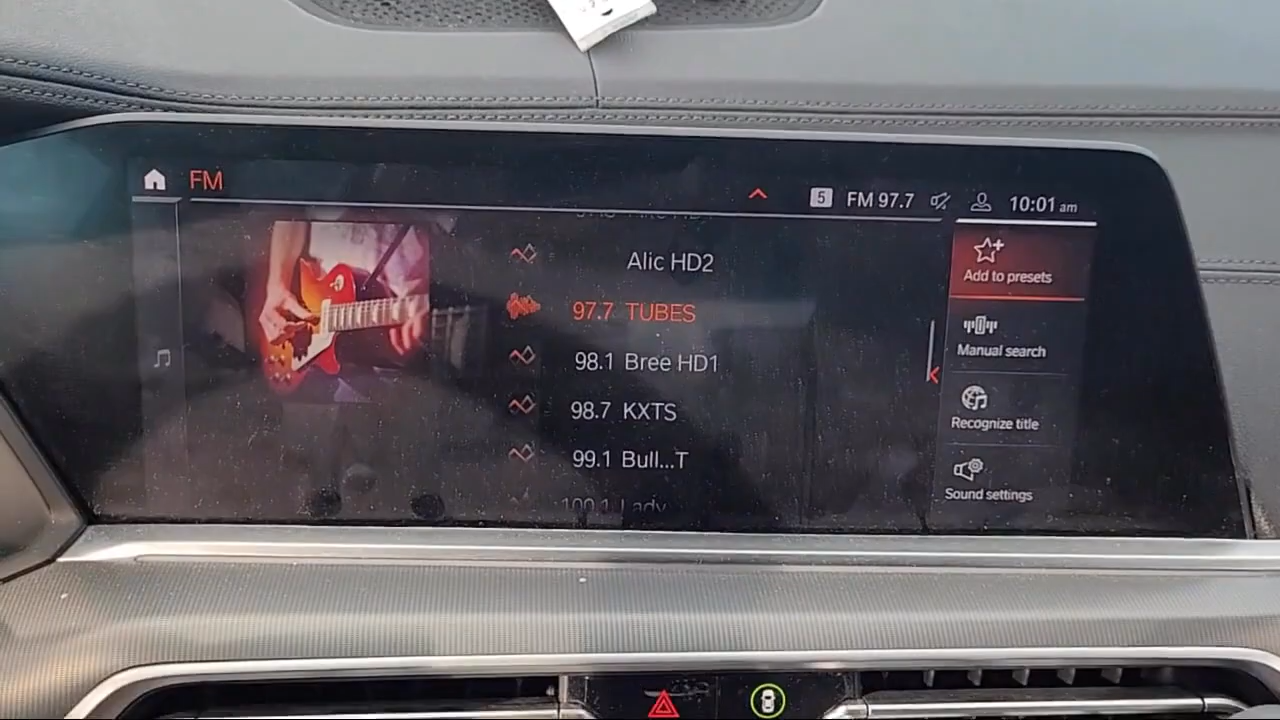 FM
5 FM 97.7 10:01 am
Alic HD2
97.7 TUBES
98.1 Bree HD1
98.7 KXTS
99.1 Bull...T
100.1 Lady
Add to presets
Manual search
Recognize title
Sound settings